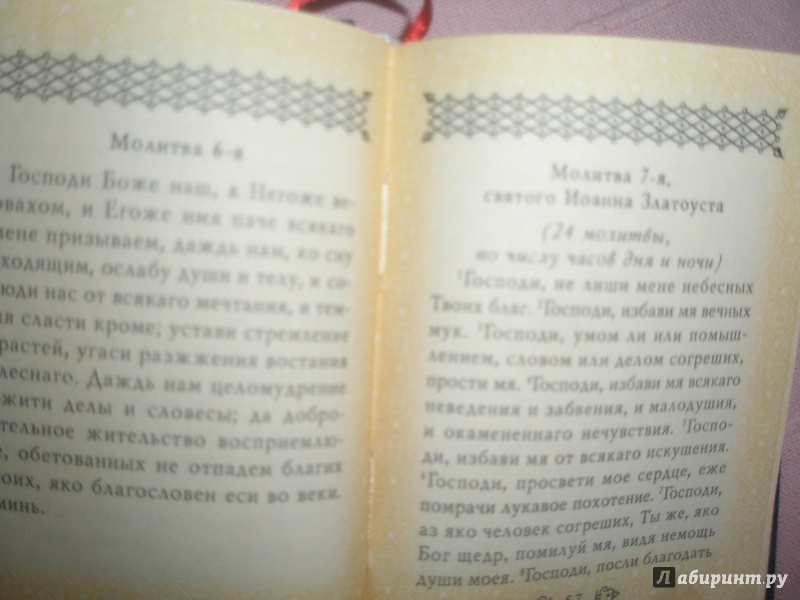 Молитва 6-я
Господи Боже наш, в Негоже ве-
ровахом, и Егоже имя паче всякаго
мене призываем, даждь нам, ко сну
ходящим, ослабу души и телу, и со-
люди нас от всякаго мечтания, и тем-
ия сласти кроме; устави стремление
растей, угаси разжжения востания
леснаго. Даждь нам целомудренне
жити делы и словесы; да добро-
тельное жительство восприемлю-
е, обетованных не отпадем благих
оих, яко благословен еси во веки.
минь.
Молитва 7-я,
святого Иоанна Златоуста
(24 молитвы,
по числу часов дня и ночи)
¹Господи, не лиши мене небесных
Твоих благ. ²Господи, избави мя вечных
мук. ³Господи, умом ли или помыш-
лением, словом или делом согреших,
прости мя. ⁴Господи, избави мя всякаго
неведения и забвения, и малодушия,
и окамененнаго нечувствия. ⁵Госпо-
ди, избави мя от всякаго искушения.
⁶Господи, просвети мое сердце, еже
помрачи лукавое похотение. ⁷Господи,
аз яко человек согреших, Ты же, яко
Бог щедр, помилуй мя, видя немощь
души моея. ⁸Господи, посли благодать
57
Лабиринт.ру